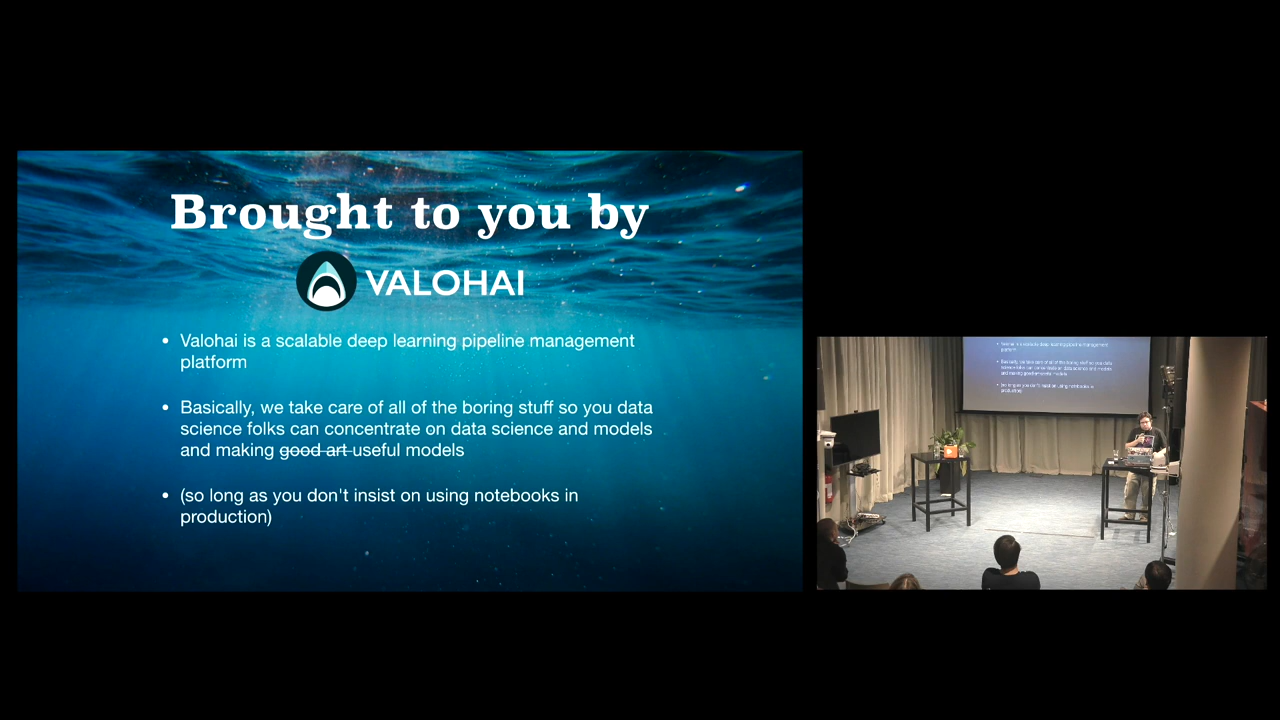 Brought to you by
VALOHAI
• Valohai is a scalable deep learning pipeline management
platform
• Basically, we take care of all of the boring stuff so you data
science folks can concentrate on data science and models
and making good art useful models
• (so long as you don't insist on using notebooks in
production)